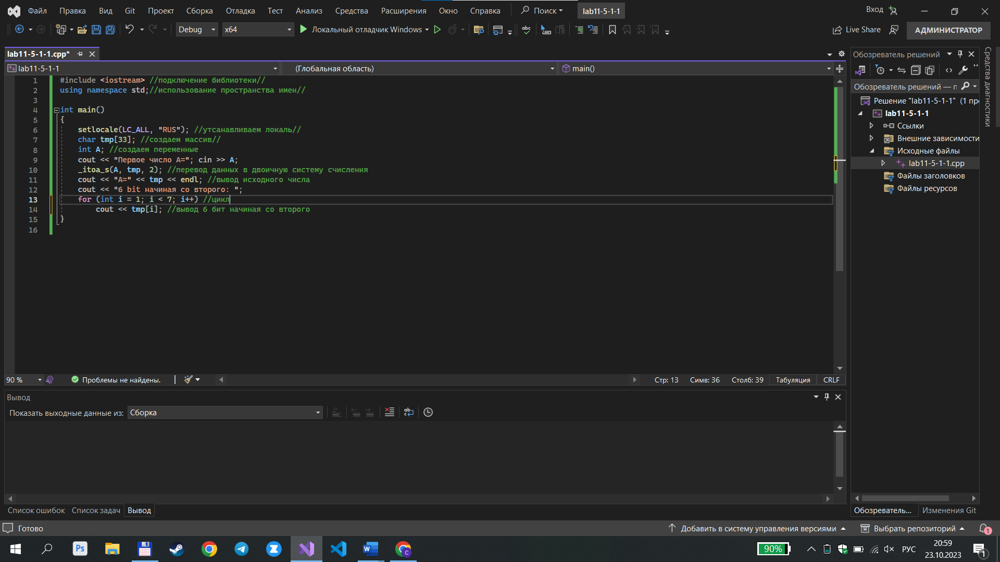 Файл Правка Вид Git Проект Сборка Отладка Тест Анализ Средства Расширения Окно Справка Поиск lab11-5-1-1 Вход
Debug x64 Локальный отладчик Windows Live Share АДМИНИСТРАТОР
lab11-5-1-1.cpp*
lab11-5-1-1 (Глобальная область) main()
1 #include <iostream> //подключение библиотеки//
2 using namespace std;//использование пространства имен//
3
4 int main()
5 {
6 setlocale(LC_ALL, "RUS"); //утсанавливаем локаль//
7 char tmp[33]; //создаем массив//
8 int A; //создаем переменные
9 cout << "Первое число A="; cin >> A;
10 _itoa_s(A, tmp, 2); //перевод данных в двоичную систему счисления
11 cout << "A=" << tmp << endl; //вывод исходного числа
12 cout << "6 bit начиная со второго: ";
13 for (int i = 1; i < 7; i++) //цикл
14 cout << tmp[i]; //вывод 6 бит начиная со второго
15 }
16
90 % Проблемы не найдены. Стр: 13 Симв: 36 Столб: 39 Табуляция CRLF
Вывод
Показать выходные данные из: Сборка
Список ошибок Список задач Вывод
Обозреватель решений
Обозреватель решений — п
Решение "lab11-5-1-1" (1 пр
lab11-5-1-1
Ссылки
Внешние зависимости
Исходные файлы
lab11-5-1-1.cpp
Файлы заголовков
Файлы ресурсов
Обозреватель... Изменения Git
Средства диагностики
Готово Добавить в систему управления версиями Выбрать репозиторий 1
Ps 90% РУС 20:59
23.10.2023 1